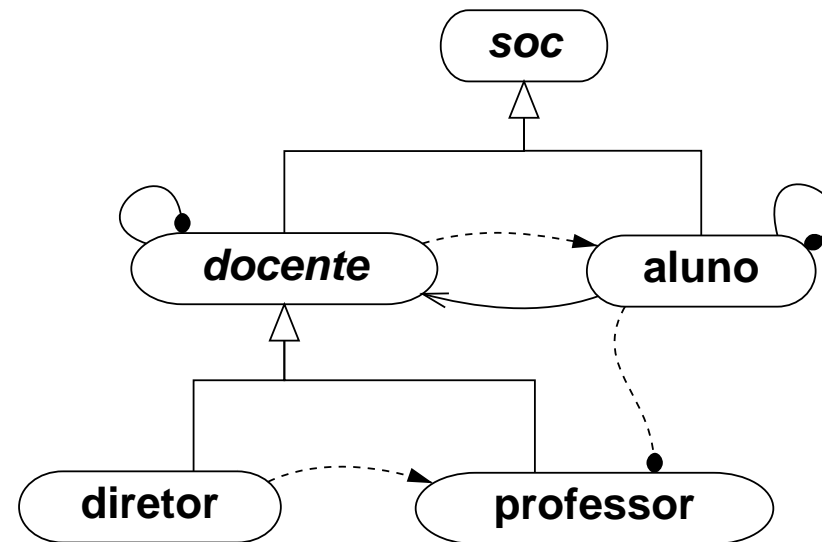 soc
docente
aluno
diretor
professor